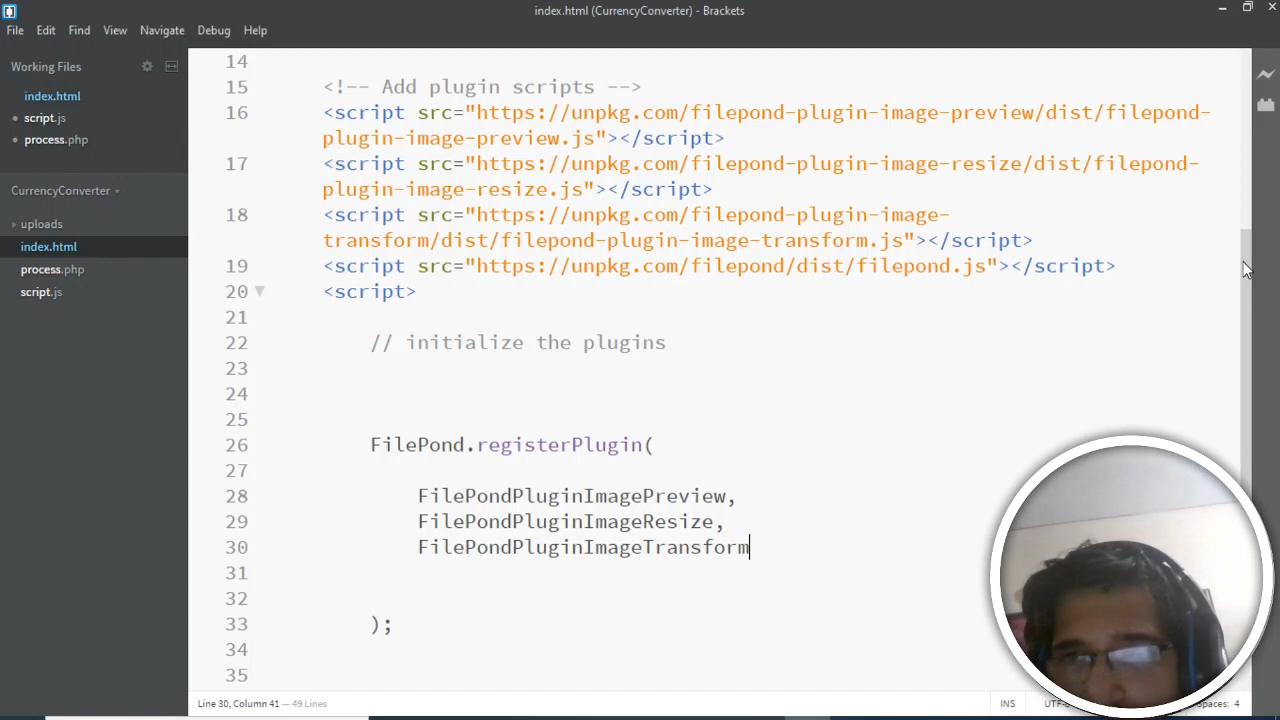 index.html (CurrencyConverter) - Brackets
File Edit Find View Navigate Debug Help
Working Files
index.html
script.js
process.php
CurrencyConverter
uploads
index.html
process.php
script.js
14
15 <!-- Add plugin scripts -->
16 <script src="https://unpkg.com/filepond-plugin-image-preview/dist/filepond-
plugin-image-preview.js"></script>
17 <script src="https://unpkg.com/filepond-plugin-image-resize/dist/filepond-
plugin-image-resize.js"></script>
18 <script src="https://unpkg.com/filepond-plugin-image-
transform/dist/filepond-plugin-image-transform.js"></script>
19 <script src="https://unpkg.com/filepond/dist/filepond.js"></script>
20 <script>
21
22 // initialize the plugins
23
24
25
26 FilePond.registerPlugin(
27
28 FilePondPluginImagePreview,
29 FilePondPluginImageResize,
30 FilePondPluginImageTransform
31
32
33 );
34
35
Line 30, Column 41 — 49 Lines
INS
Spaces: 4